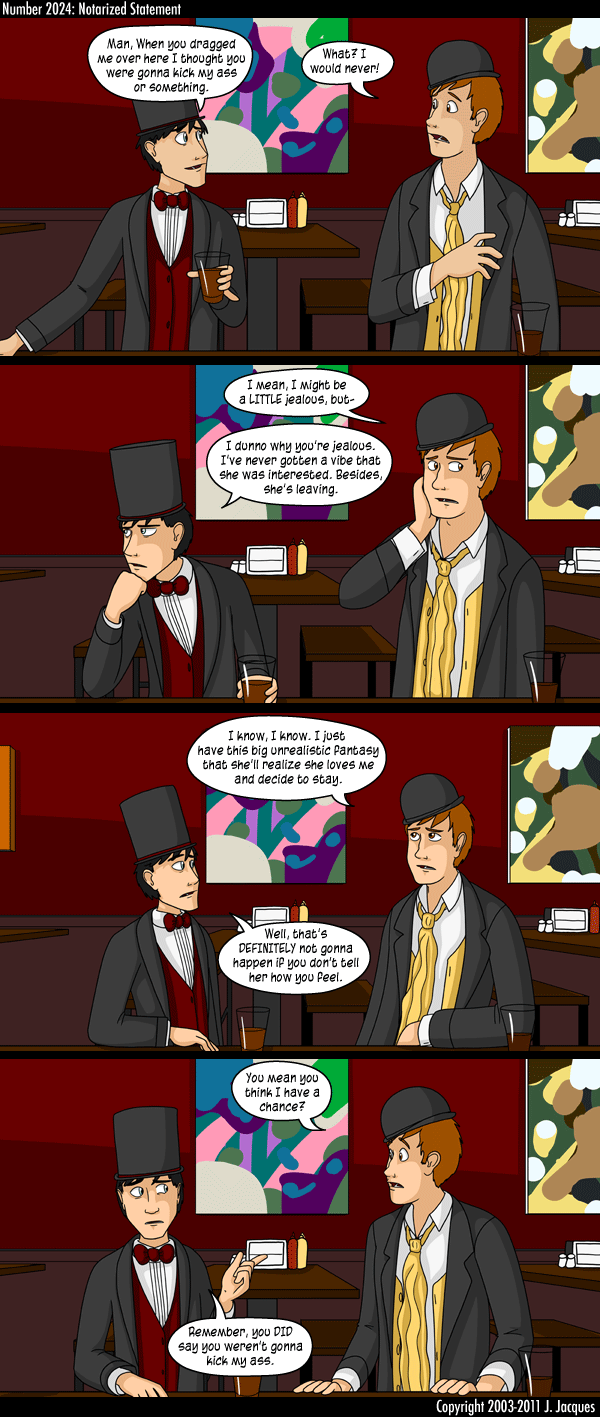 Number 2024: Notarized Statement
Man, When you dragged
me over here I thought you
were gonna kick my ass
or something.
What? I
would never!
I mean, I might be
a LITTLE jealous, but-
I dunno why you're jealous.
I've never gotten a vibe that
she was interested. Besides,
she's leaving.
I know, I know. I just
have this big unrealistic fantasy
that she'll realize she loves me
and decide to stay.
Well, that's
DEFINITELY not gonna
happen if you don't tell
her how you feel.
You mean you
think I have a
chance?
Remember, you DID
say you weren't gonna
kick my ass.
Copyright 2003-2011 J. Jacques